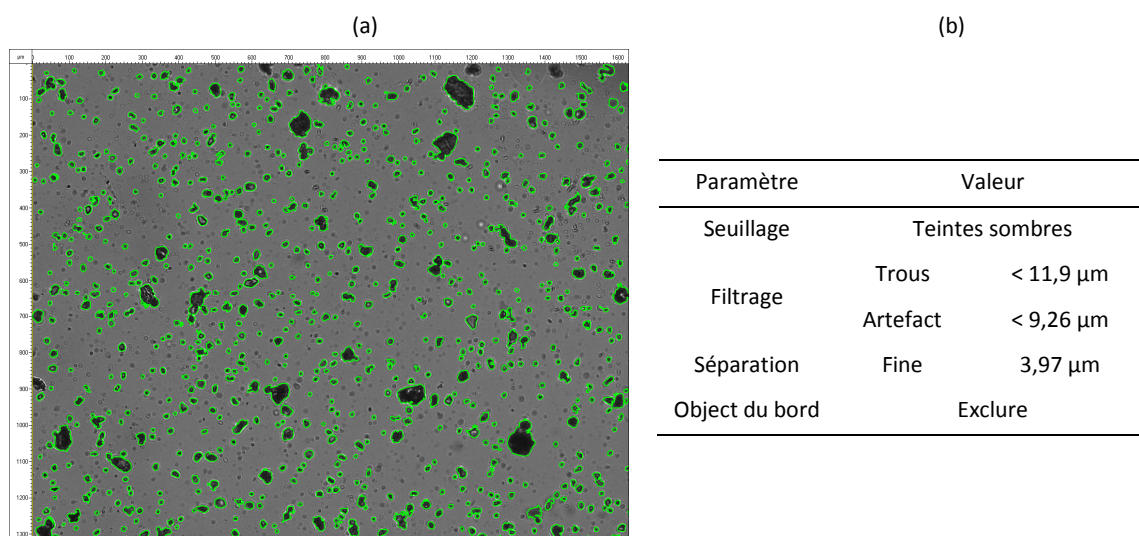 (a)
(b)
µm 0 100 200 300 400 500 600 700 800 900 1000 1100 1200 1300 1400 1500 1600
100
200
300
400
500
600
700
800
900
1000
1100
1200
1300
Paramètre Valeur
Seuillage Teintes sombres
Filtrage Trous < 11,9 µm
Artefact < 9,26 µm
Séparation Fine 3,97 µm
Object du bord Exclure